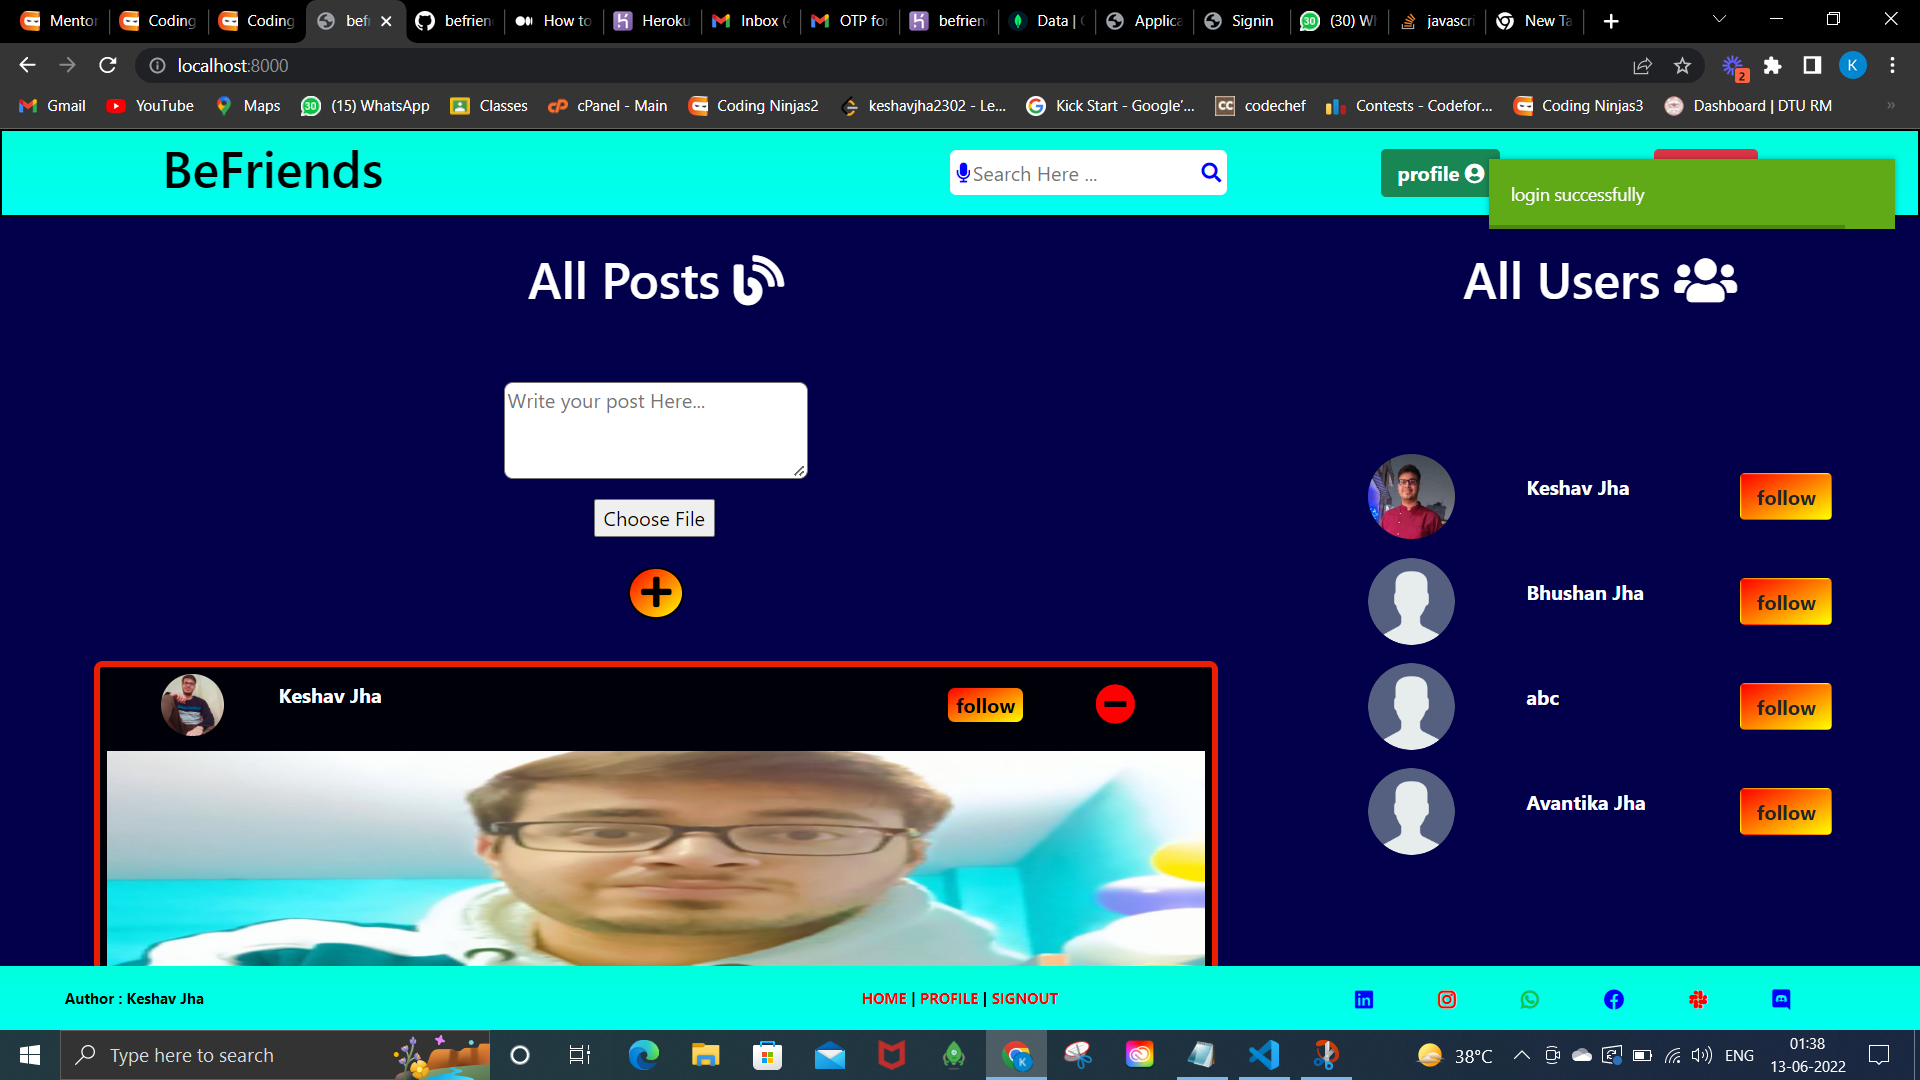 Mentor
Coding
Coding
bef
befrien
How to
Heroku
Inbox (
OTP for
befrien
Data | 
Applica
Signin
(30) W
javascri
New Ta
localhost:8000
K
2
Gmail
YouTube
Maps
(15) WhatsApp
Classes
cPanel - Main
Coding Ninjas2
keshavjha2302 - Le...
Kick Start - Google'...
codechef
Contests - Codefor...
Coding Ninjas3
Dashboard | DTU RM
»
BeFriends
Search Here ...
profile
login successfully
All Posts
All Users
Write your post Here...
Choose File
Keshav Jha
follow
Bhushan Jha
follow
abc
follow
Avantika Jha
follow
Keshav Jha
follow
Author : Keshav Jha
HOME | PROFILE | SIGNOUT
Type here to search
38°C
ENG
01:38
13-06-2022